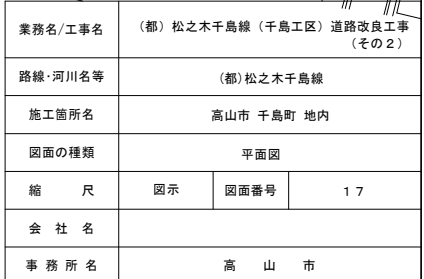 業務名/工事名 (都)松之木千島線(千島工区)道路改良工事
(その2)
路線･河川名等 (都)松之木千島線
施工箇所名 高山市 千島町 地内
図面の種類 平面図
縮 尺 図示 図面番号 17
会 社 名
事 務 所 名 高 山 市